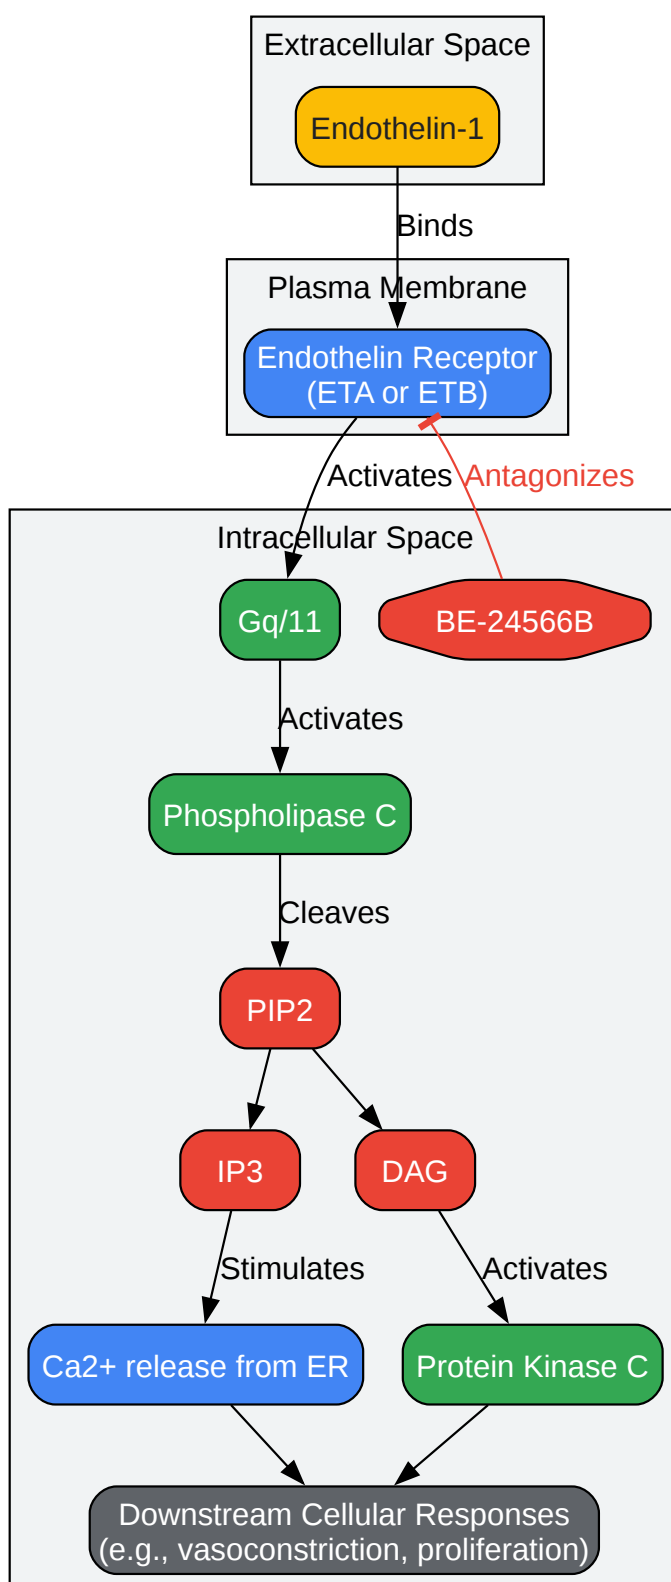 Extracellular Space
Endothelin-1
Binds
Plasma Membrane
Endothelin Receptor
(ETA or ETB)
Activates
Antagonizes
Intracellular Space
Gq/11
BE-24566B
Activates
Phospholipase C
Cleaves
PIP2
IP3
DAG
Stimulates
Activates
Ca2+ release from ER
Protein Kinase C
Downstream Cellular Responses
(e.g., vasoconstriction, proliferation)